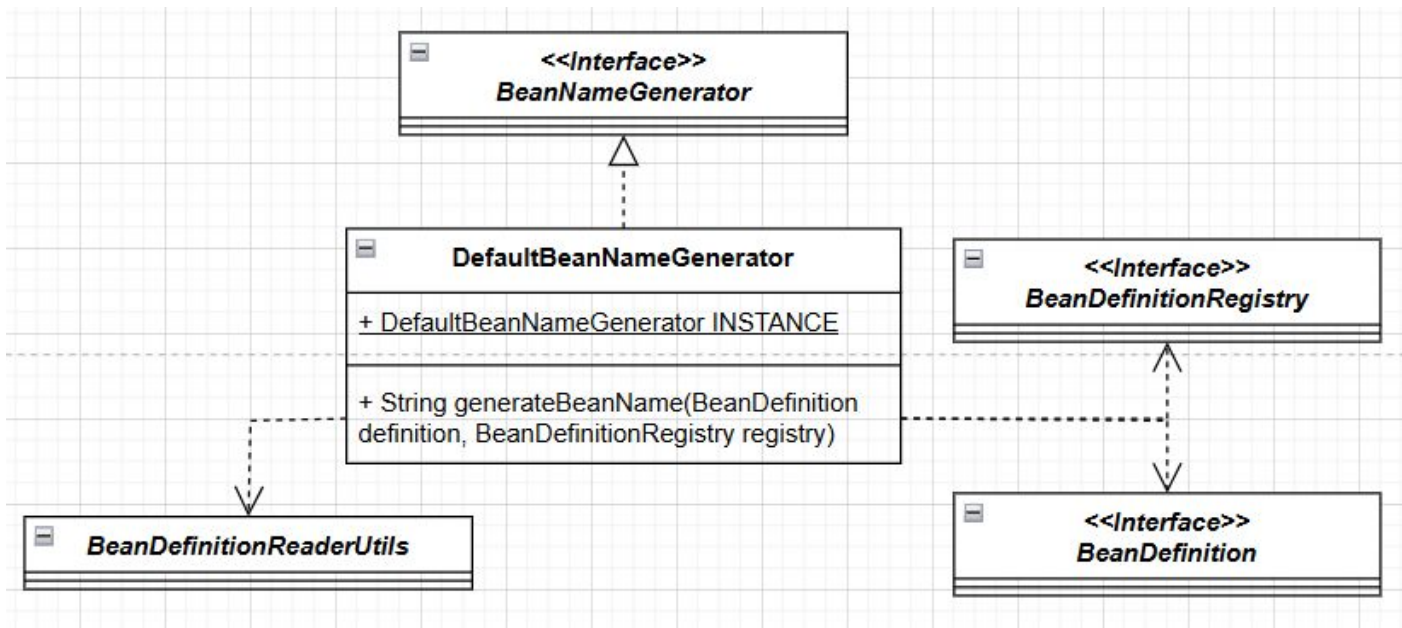 <<Interface>>
BeanNameGenerator
DefaultBeanNameGenerator
+ DefaultBeanNameGenerator INSTANCE
+ String generateBeanName(BeanDefinition
definition, BeanDefinitionRegistry registry)
<<Interface>>
BeanDefinitionRegistry
BeanDefinitionReaderUtils
<<Interface>>
BeanDefinition